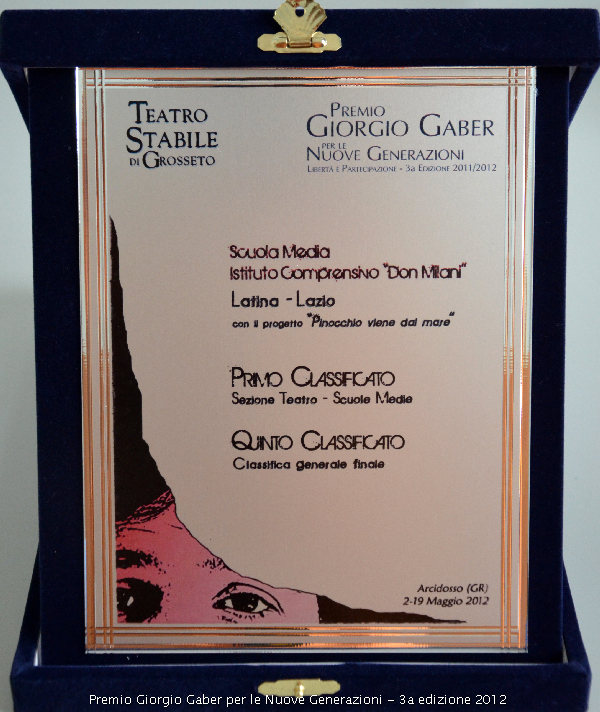 TEATRO
STABILE
DI GROSSETO
PREMIO
GIORGIO GABER
PER LE
NUOVE GENERAZIONI
LIBERTÀ E PARTECIPAZIONE - 3a EDIZIONE 2011/2012
Scuola Media
Istituto Comprensivo "Don Milani"
Latina - Lazio
con il progetto "Pinocchio viene dal mare"
PRIMO CLASSIFICATO
Sezione Teatro - Scuole Medie
QUINTO CLASSIFICATO
Classifica generale finale
Arcidosso (GR)
2-19 Maggio 2012
Premio Giorgio Gaber per le Nuove Generazioni - 3a edizione 2012